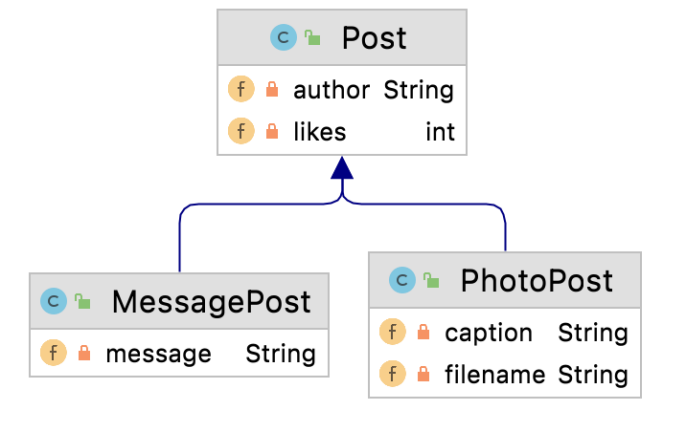 C Post
f author String
f likes int
C MessagePost
f message String
C PhotoPost
f caption String
f filename String